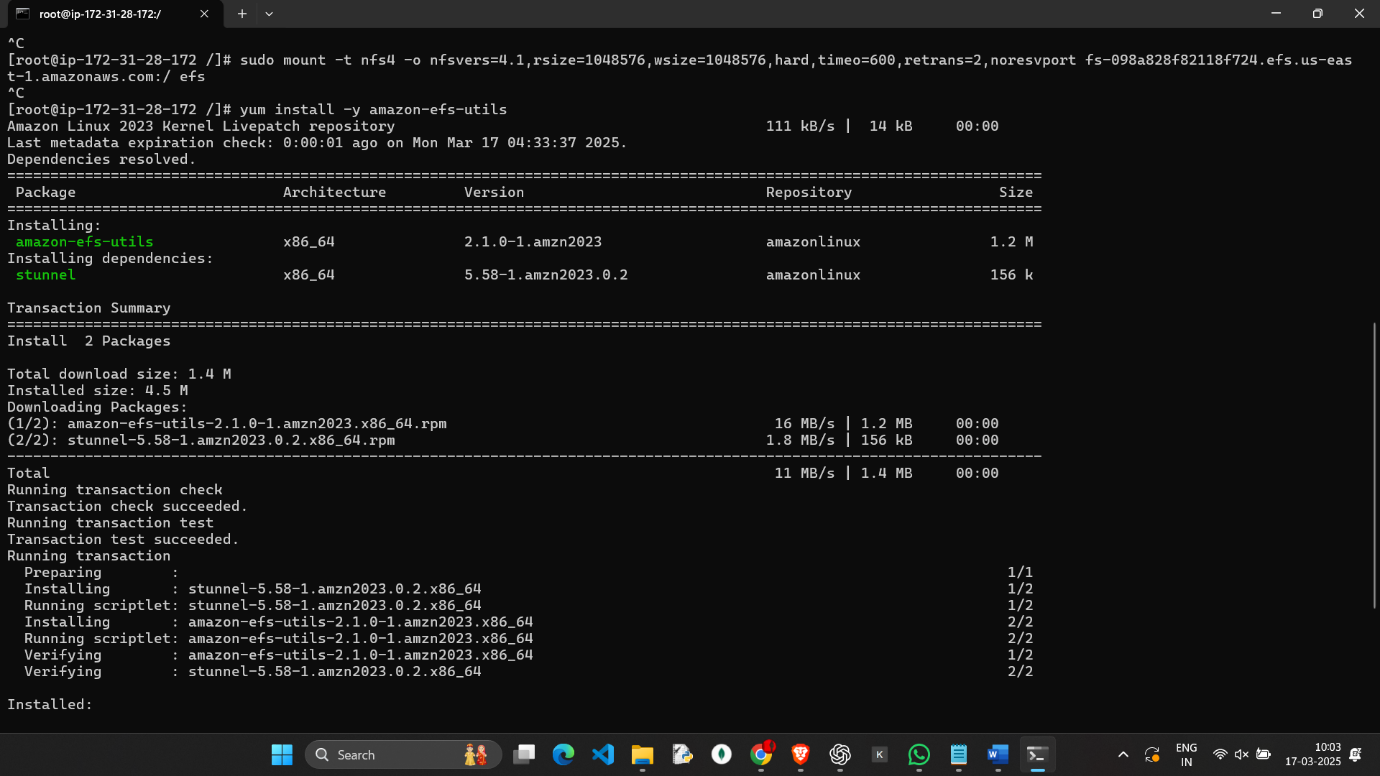 root@ip-172-31-28-172:/
^C
[root@ip-172-31-28-172 /]# sudo mount -t nfs4 -o nfsvers=4.1,rsize=1048576,wsize=1048576,hard,timeo=600,retrans=2,noresvport fs-098a828f82118f724.efs.us-eas
t-1.amazonaws.com:/ efs
^C
[root@ip-172-31-28-172 /]# yum install -y amazon-efs-utils
Amazon Linux 2023 Kernel Livepatch repository 111 kB/s | 14 kB 00:00
Last metadata expiration check: 0:00:01 ago on Mon Mar 17 04:33:37 2025.
Dependencies resolved.
Package Architecture Version Repository Size
Installing:
amazon-efs-utils x86_64 2.1.0-1.amzn2023 amazonlinux 1.2 M
Installing dependencies:
stunnel x86_64 5.58-1.amzn2023.0.2 amazonlinux 156 k
Transaction Summary
Install 2 Packages
Total download size: 1.4 M
Installed size: 4.5 M
Downloading Packages:
(1/2): amazon-efs-utils-2.1.0-1.amzn2023.x86_64.rpm 16 MB/s | 1.2 MB 00:00
(2/2): stunnel-5.58-1.amzn2023.0.2.x86_64.rpm 1.8 MB/s | 156 kB 00:00
Total 11 MB/s | 1.4 MB 00:00
Running transaction check
Transaction check succeeded.
Running transaction test
Transaction test succeeded.
Running transaction
Preparing : 1/1
Installing : stunnel-5.58-1.amzn2023.0.2.x86_64 1/2
Running scriptlet: stunnel-5.58-1.amzn2023.0.2.x86_64 1/2
Installing : amazon-efs-utils-2.1.0-1.amzn2023.x86_64 2/2
Running scriptlet: amazon-efs-utils-2.1.0-1.amzn2023.x86_64 2/2
Verifying : amazon-efs-utils-2.1.0-1.amzn2023.x86_64 1/2
Verifying : stunnel-5.58-1.amzn2023.0.2.x86_64 2/2
Installed:
Search
K
ENG
IN
10:03
17-03-2025